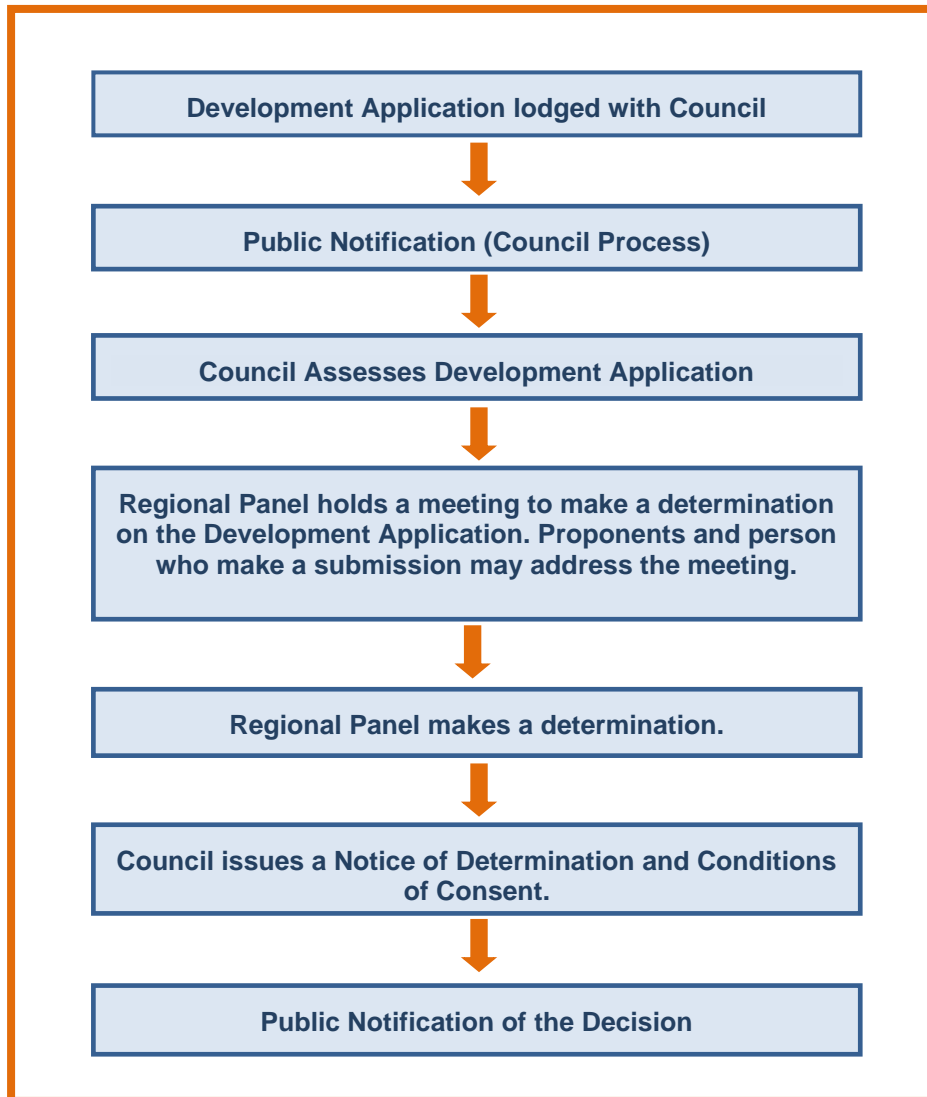 Development Application lodged with Council
Public Notification (Council Process)
Council Assesses Development Application
Regional Panel holds a meeting to make a determination
on the Development Application. Proponents and person
who make a submission may address the meeting.
Regional Panel makes a determination.
Council issues a Notice of Determination and Conditions
of Consent.
Public Notification of the Decision